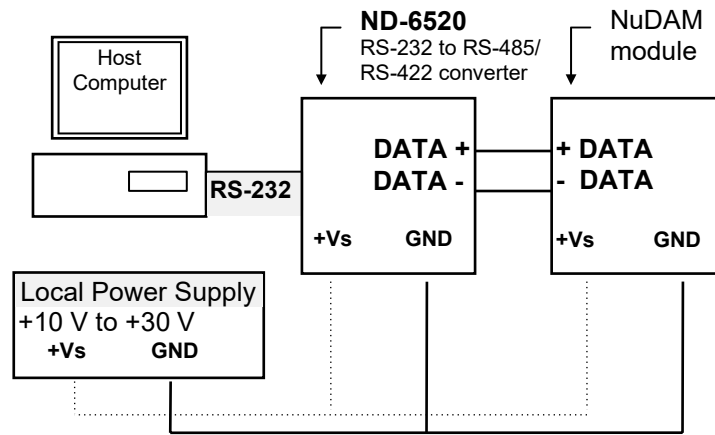 Host
Computer
ND-6520
RS-232 to RS-485/
RS-422 converter
NuDAM
module
RS-232
DATA +
DATA -
+Vs GND
+ DATA
- DATA
+Vs GND
Local Power Supply
+10 V to +30 V
+Vs GND